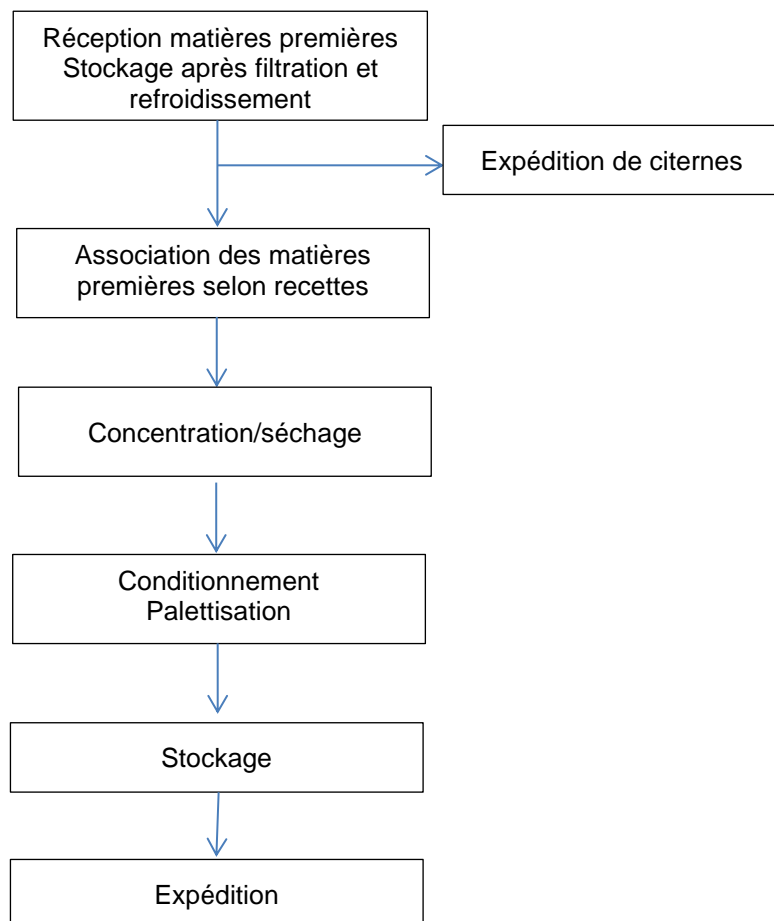 Réception matières premières
Stockage après filtration et
refroidissement
Expédition de citernes
Association des matières
premières selon recettes
Concentration/séchage
Conditionnement
Palettisation
Stockage
Expédition